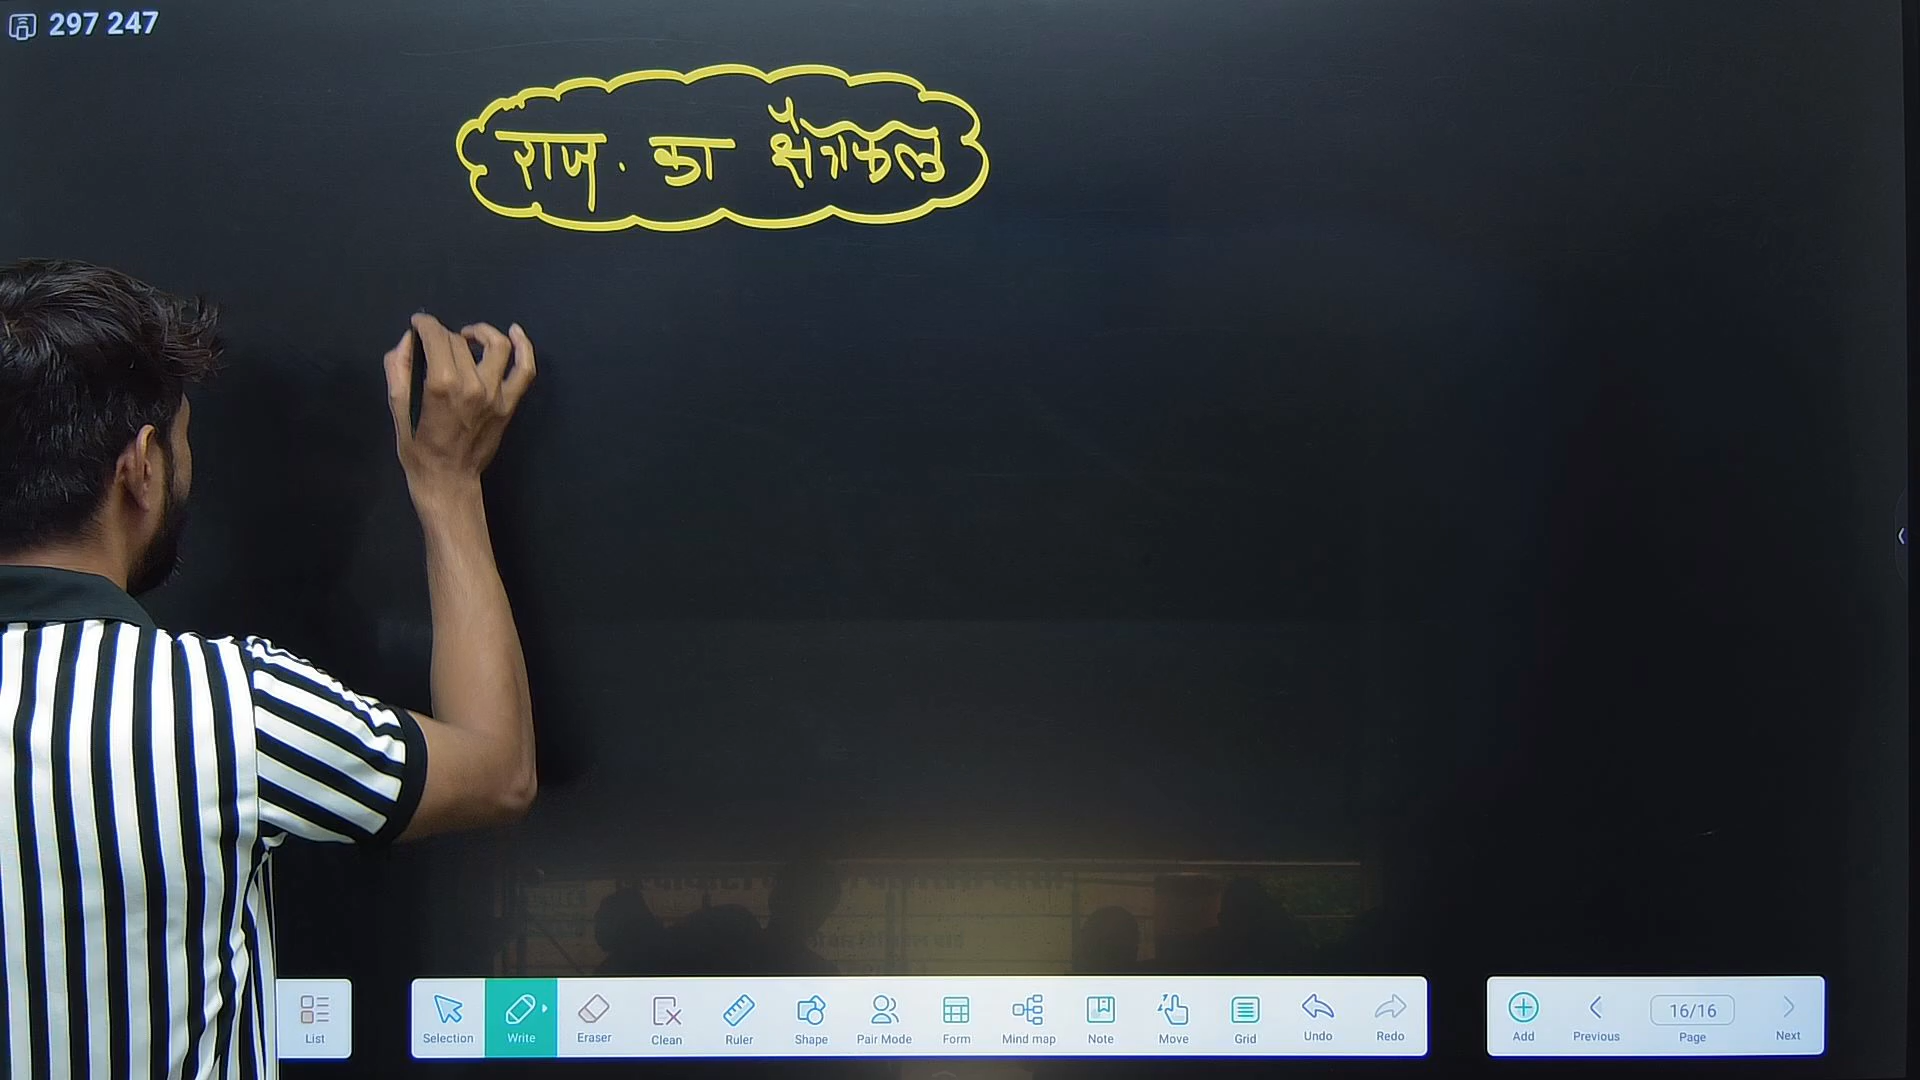 297 247
राज. का क्षेत्रफल
List
Selection
Write
Eraser
Clean
Ruler
Shape
Pair Mode
Form
Mind map
Note
Move
Grid
Undo
Redo
Add
Previous
16/16
Page
Next